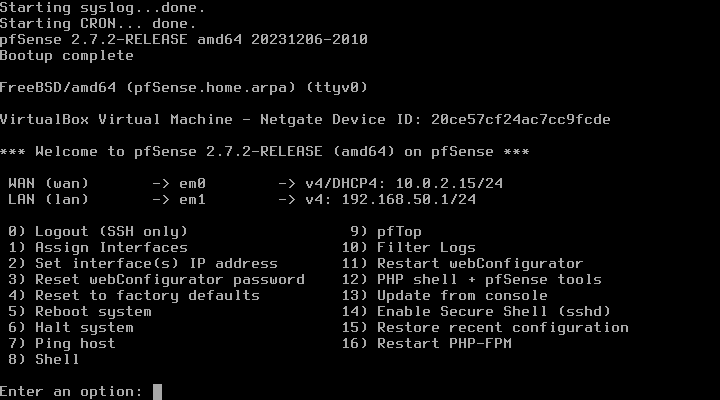 Starting syslog...done.
Starting CRON... done.
pfSense 2.7.2-RELEASE amd64 20231206-2010
Bootup complete

FreeBSD/amd64 (pfSense.home.arpa) (ttyv0)

VirtualBox Virtual Machine - Netgate Device ID: 20ce57cf24ac7cc9fcde

*** Welcome to pfSense 2.7.2-RELEASE (amd64) on pfSense ***

 WAN (wan)       -> em0        -> v4/DHCP4: 10.0.2.15/24
 LAN (lan)       -> em1        -> v4: 192.168.50.1/24

 0) Logout (SSH only)                  9) pfTop
 1) Assign Interfaces                 10) Filter Logs
 2) Set interface(s) IP address       11) Restart webConfigurator
 3) Reset webConfigurator password    12) PHP shell + pfSense tools
 4) Reset to factory defaults         13) Update from console
 5) Reboot system                     14) Enable Secure Shell (sshd)
 6) Halt system                       15) Restore recent configuration
 7) Ping host                         16) Restart PHP-FPM
 8) Shell

Enter an option: